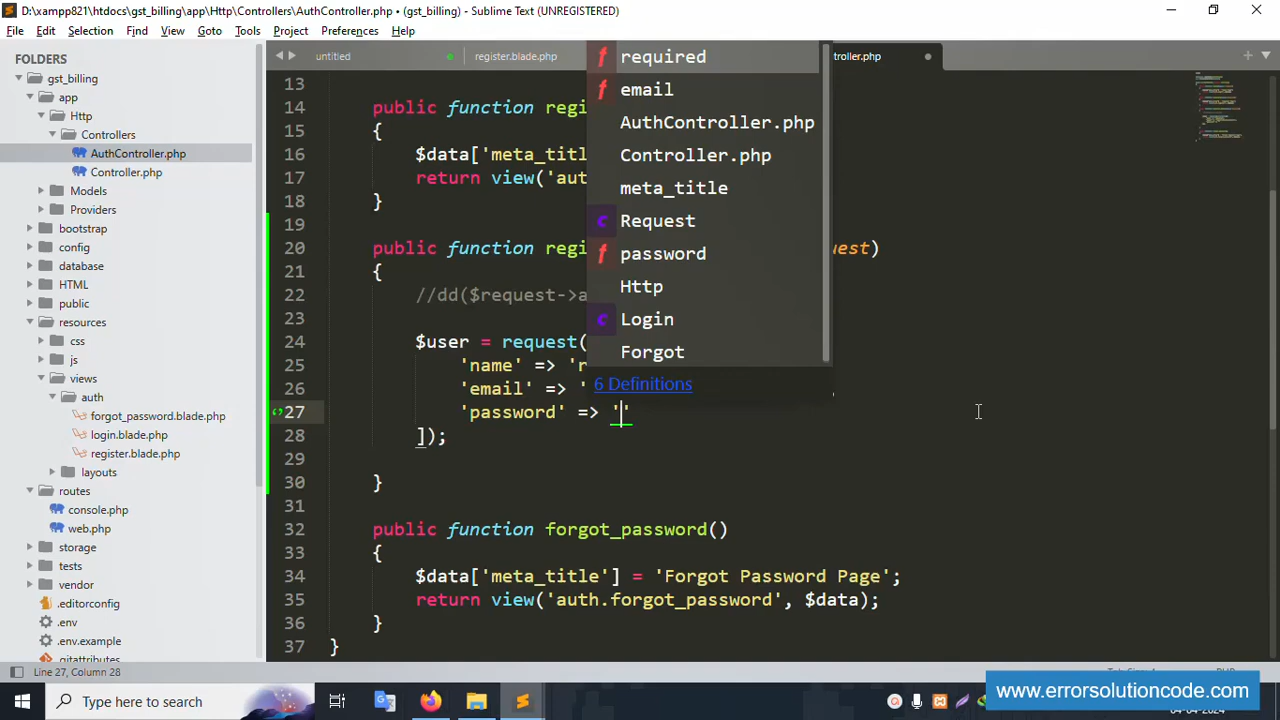 D:\xampp821\htdocs\gst_billing\app\Http\Controllers\AuthController.php • (gst_billing) - Sublime Text (UNREGISTERED)
File Edit Selection Find View Goto Tools Project Preferences Help
FOLDERS
gst_billing
app
Http
Controllers
AuthController.php
Controller.php
Models
Providers
bootstrap
config
database
HTML
public
resources
css
js
views
auth
forgot_password.blade.php
login.blade.php
register.blade.php
layouts
routes
console.php
web.php
storage
tests
vendor
.editorconfig
.env
.env.example
.gitattributes
untitled
register.blade.php
troller.php
13
14 public function regi
15 {
16 $data['meta_titl
17 return view('aut
18 }
19
20 public function regi uest)
21 {
22 //dd($request->a
23
24 $user = request(
25 'name' => 'r
26 'email' => '
27 'password' => ''
28 ]);
29
30 }
31
32 public function forgot_password()
33 {
34 $data['meta_title'] = 'Forgot Password Page';
35 return view('auth.forgot_password', $data);
36 }
37 }
f required
f email
AuthController.php
Controller.php
meta_title
c Request
f password
Http
c Login
Forgot
6 Definitions
Line 27, Column 28
Type here to search
www.errorsolutioncode.com